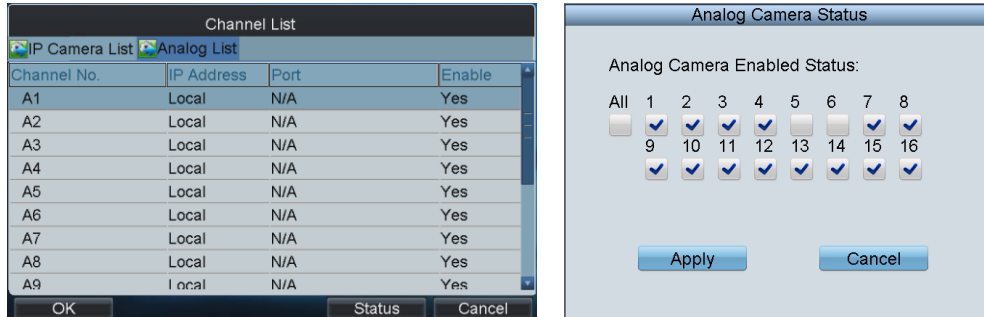 Channel List
IP Camera List Analog List
Channel No. IP Address Port Enable
A1 Local N/A Yes
A2 Local N/A Yes
A3 Local N/A Yes
A4 Local N/A Yes
A5 Local N/A Yes
A6 Local N/A Yes
A7 Local N/A Yes
A8 Local N/A Yes
A9 Local N/A Yes
OK Status Cancel
Analog Camera Status
Analog Camera Enabled Status:
All 1 2 3 4 5 6 7 8
9 10 11 12 13 14 15 16
Apply Cancel